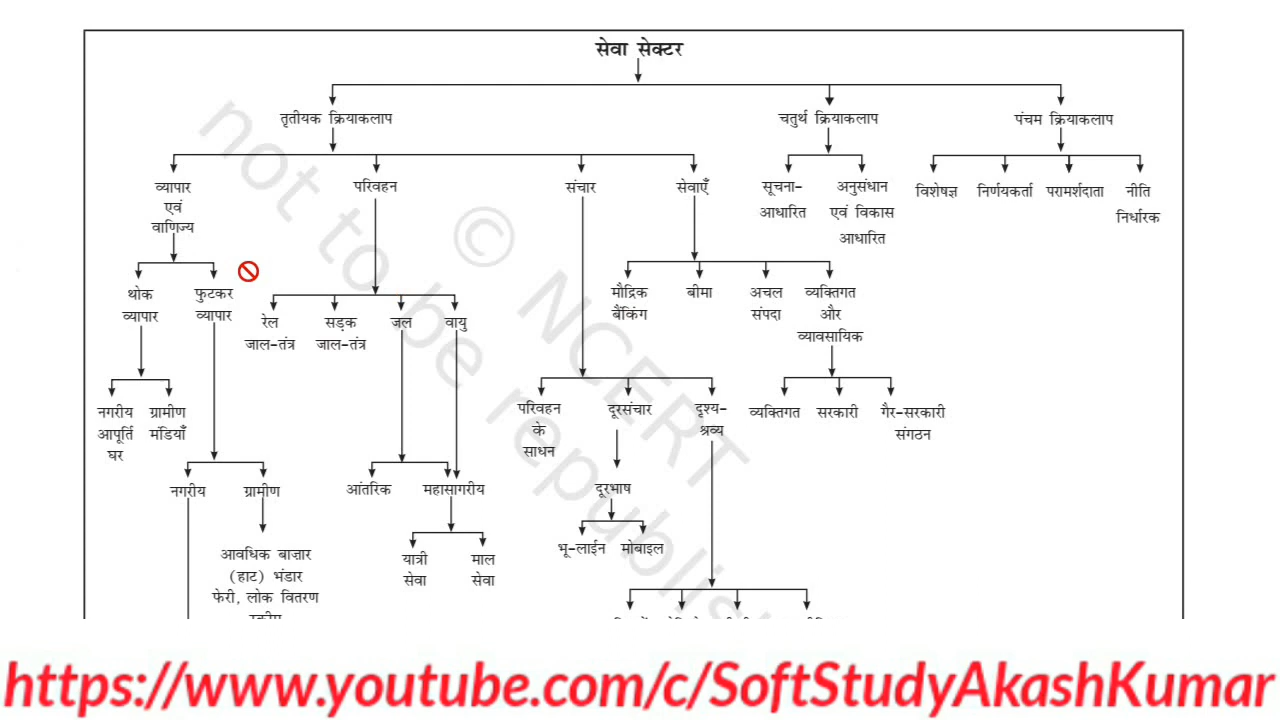 सेवा सेक्टर
तृतीयक क्रियाकलाप
चतुर्थ क्रियाकलाप
पंचम क्रियाकलाप
व्यापार
एवं
वाणिज्य
परिवहन
संचार
सेवाएँ
सूचना-
आधारित
अनुसंधान
एवं विकास
आधारित
विशेषज्ञ
निर्णयकर्ता
परामर्शदाता
नीति
निर्धारक
थोक
व्यापार
फुटकर
व्यापार
रेल
जाल-तंत्र
सड़क
जाल-तंत्र
जल
वायु
मौद्रिक
बैंकिंग
बीमा
अचल
संपदा
व्यक्तिगत
और
व्यावसायिक
नगरीय
आपूर्ति
घर
ग्रामीण
मंडियाँ
परिवहन
के
साधन
दूरसंचार
दृश्य-
श्रव्य
व्यक्तिगत
सरकारी
गैर-सरकारी
संगठन
नगरीय
ग्रामीण
आंतरिक
महासागरीय
दूरभाष
आवधिक बाज़ार
(हाट) भंडार
फेरी, लोक वितरण
यात्री
सेवा
माल
सेवा
भू-लाईन
मोबाइल
© NCERT
not to be republis
https://www.youtube.com/c/SoftStudyAkashKumar